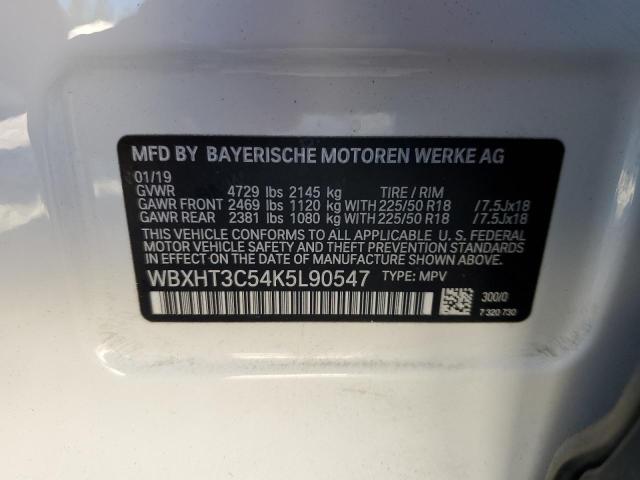 MFD BY BAYERISCHE MOTOREN WERKE AG
01/19
GVWR 4729 lbs 2145 kg TIRE / RIM
GAWR FRONT 2469 lbs 1120 kg WITH 225/50 R18 /7.5Jx18
GAWR REAR 2381 lbs 1080 kg WITH 225/50 R18 /7.5Jx18
THIS VEHICLE CONFORMS TO ALL APPLICABLE U. S. FEDERAL
MOTOR VEHICLE SAFETY AND THEFT PREVENTION STANDARDS
IN EFFECT ON THE DATE OF MANUFACTURE SHOWN ABOVE.
WBXHT3C54K5L90547 TYPE: MPV
300/0
7 320 730